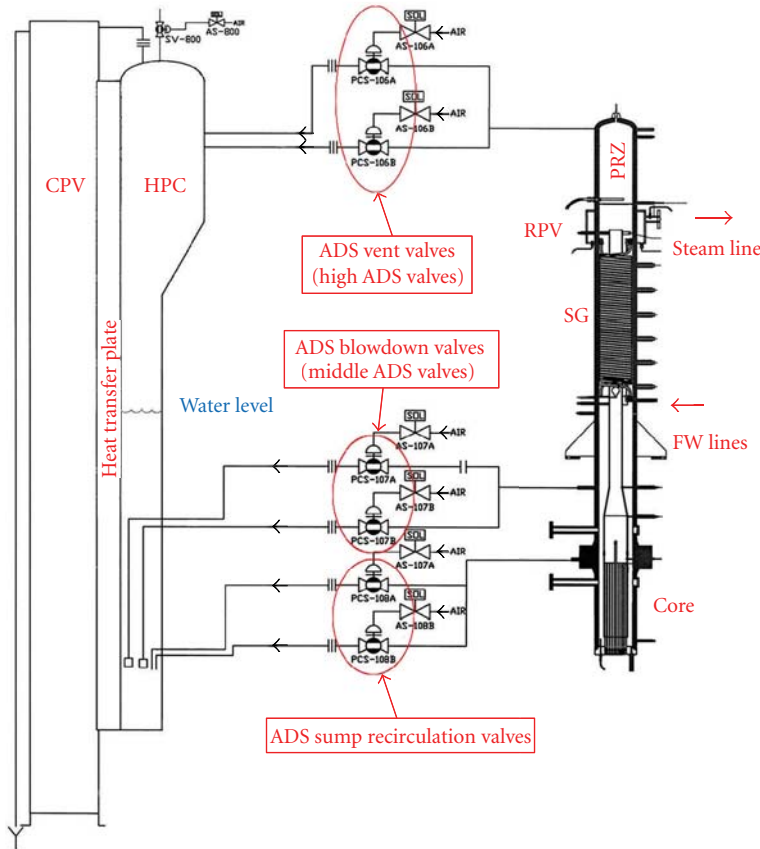 SOL
AIR
SV-800
AS-800
SOL
AIR
AS-106A
PCS-106A
SOL
AIR
AS-106B
PCS-106B
CPV
HPC
PRZ
RPV
ADS vent valves
(high ADS valves)
Steam line
SG
ADS blowdown valves
(middle ADS valves)
Heat transfer plate
Water level
SOL
AIR
AS-107A
FW lines
PCS-107A
SOL
AIR
AS-107B
PCS-107B
SOL
AIR
AS-107A
PCS-108A
SOL
AIR
AS-108B
Core
PCS-108B
ADS sump recirculation valves